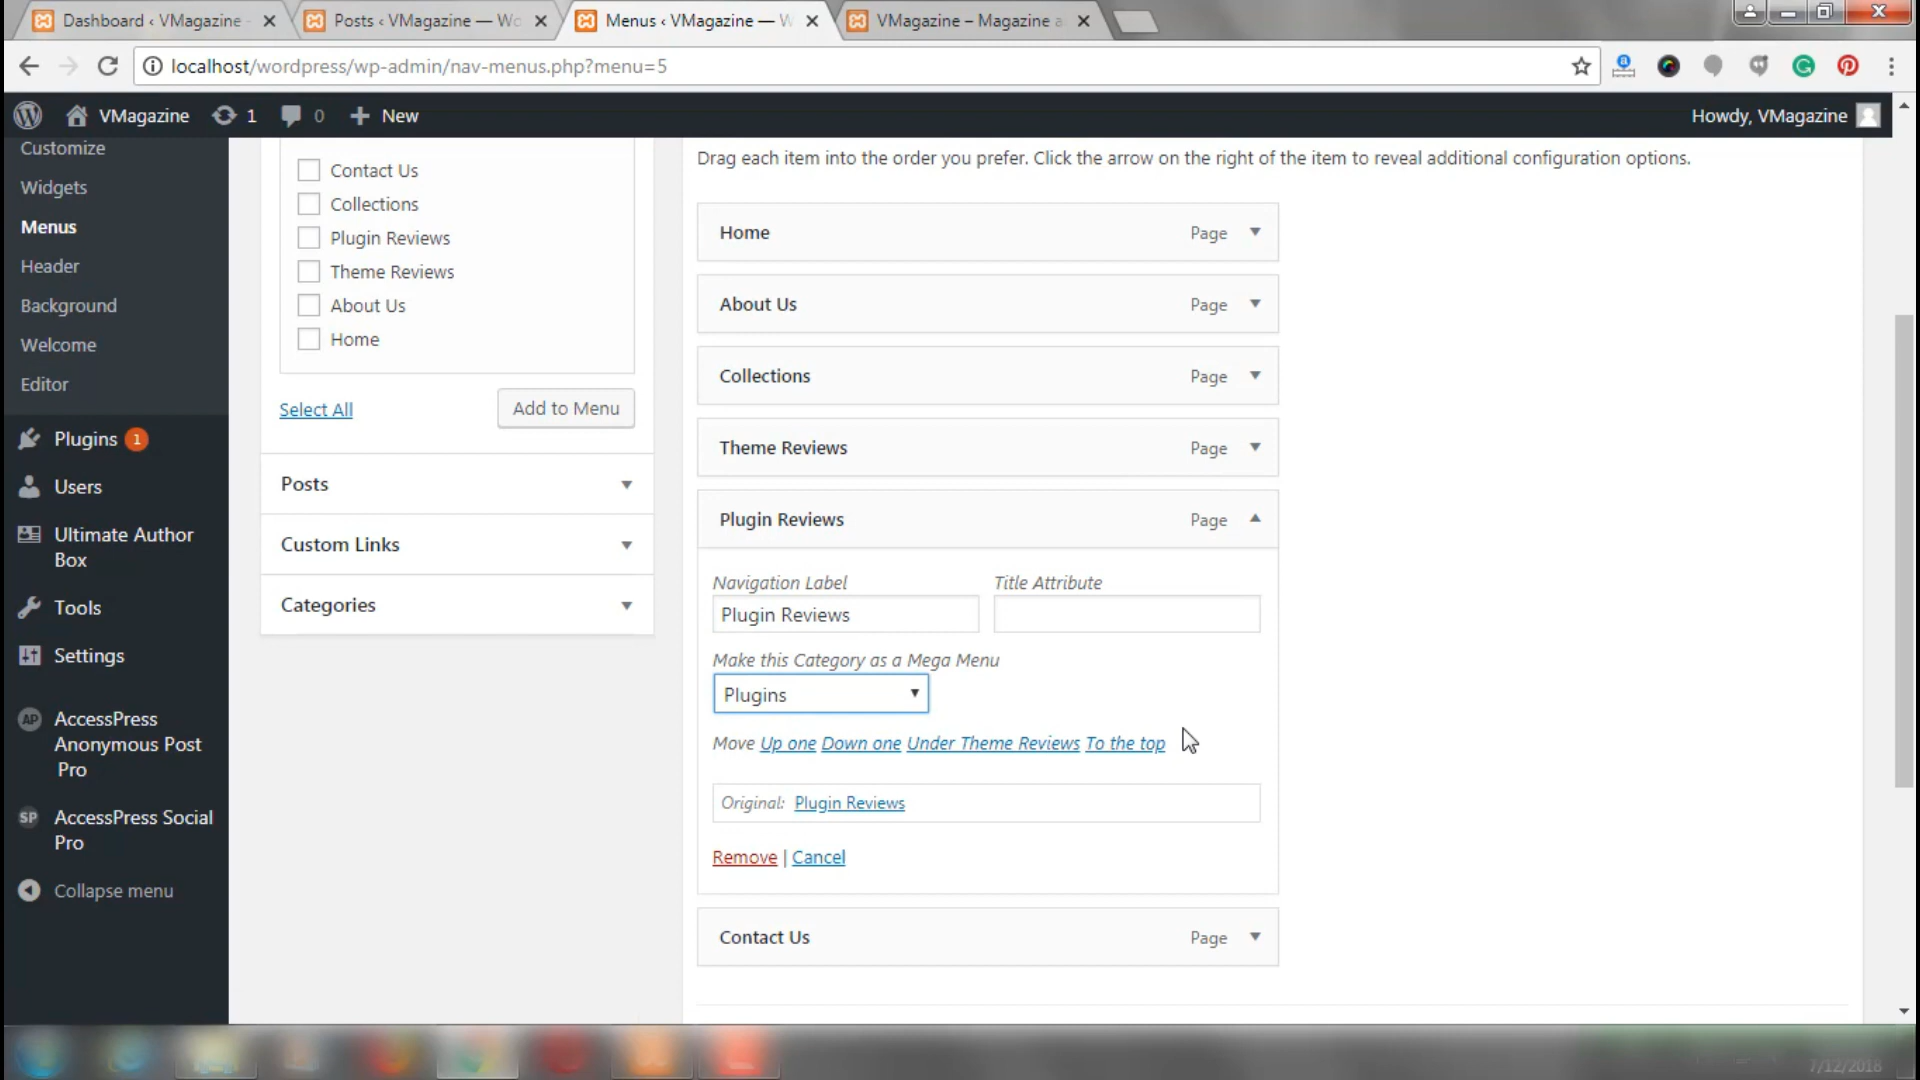 Dashboard ‹ VMagazine
Posts ‹ VMagazine — Wo
Menus ‹ VMagazine — W
VMagazine – Magazine a
localhost/wordpress/wp-admin/nav-menus.php?menu=5
VMagazine 1 0 New
Howdy, VMagazine
Customize
Widgets
Menus
Header
Background
Welcome
Editor
Plugins 1
Users
Ultimate Author
Box
Tools
Settings
AP AccessPress
Anonymous Post
Pro
SP AccessPress Social
Pro
Collapse menu
Contact Us
Collections
Plugin Reviews
Theme Reviews
About Us
Home
Select All
Add to Menu
Posts
Custom Links
Categories
Drag each item into the order you prefer. Click the arrow on the right of the item to reveal additional configuration options.
Home Page
About Us Page
Collections Page
Theme Reviews Page
Plugin Reviews Page
Navigation Label Title Attribute
Plugin Reviews
Make this Category as a Mega Menu
Plugins
Move Up one Down one Under Theme Reviews To the top
Original: Plugin Reviews
Remove | Cancel
Contact Us Page
7/12/2018